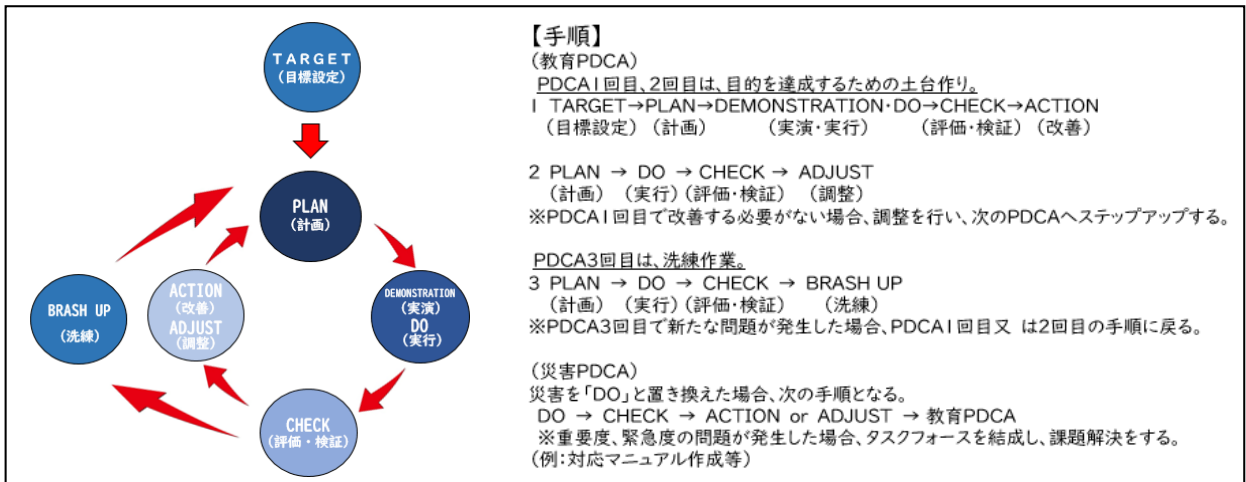 TARGET
(目標設定)
PLAN
(計画)
BRASH UP
(洗練)
ACTION
(改善)
ADJUST
(調整)
DEMONSTRATION
(実演)
DO
(実行)
CHECK
(評価・検証)
【手順】
(教育PDCA)
PDCA1回目、2回目は、目的を達成するための土台作り。
1 TARGET→PLAN→DEMONSTRATION・DO→CHECK→ACTION
(目標設定) (計画) (実演・実行) (評価・検証) (改善)
2 PLAN → DO → CHECK → ADJUST
(計画) (実行) (評価・検証) (調整)
※PDCA1回目で改善する必要がない場合、調整を行い、次のPDCAへステップアップする。
PDCA3回目は、洗練作業。
3 PLAN → DO → CHECK → BRASH UP
(計画) (実行) (評価・検証) (洗練)
※PDCA3回目で新たな問題が発生した場合、PDCA1回目又 は2回目の手順に戻る。
(災害PDCA)
災害を「DO」と置き換えた場合、次の手順となる。
DO → CHECK → ACTION or ADJUST → 教育PDCA
※重要度、緊急度の問題が発生した場合、タスクフォースを結成し、課題解決をする。
(例:対応マニュアル作成等)